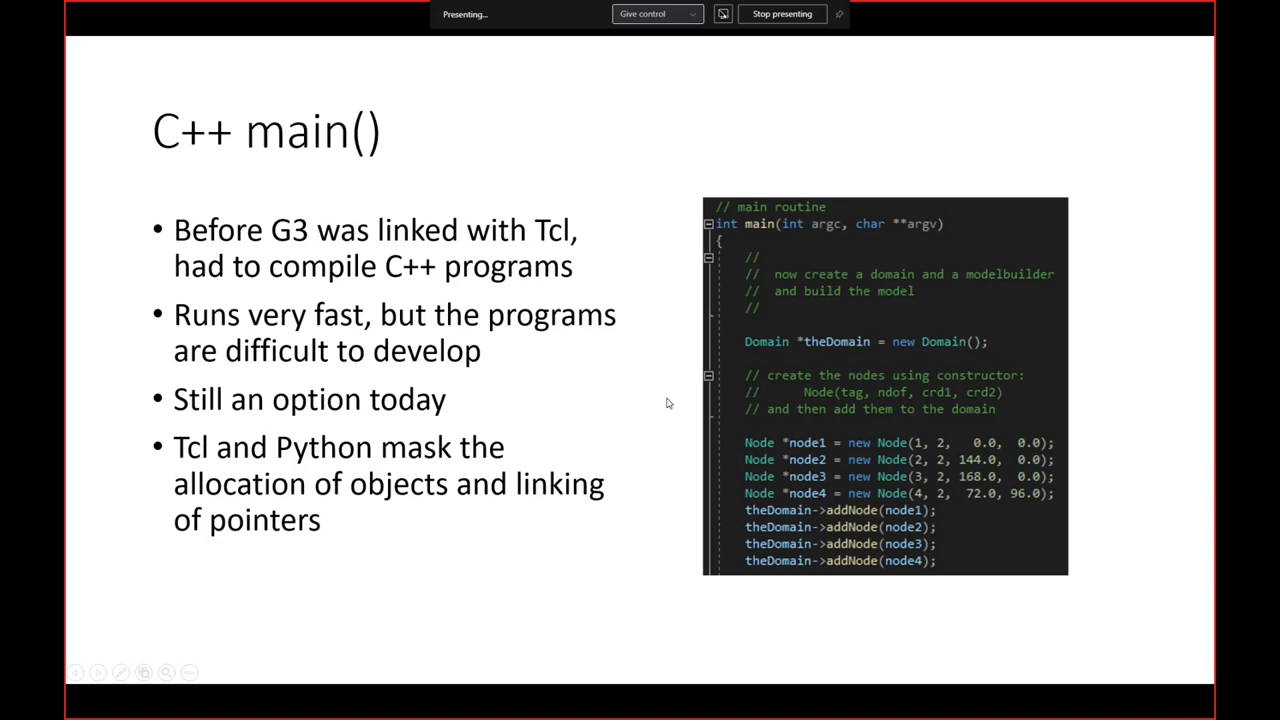 Presenting...
Give control
Stop presenting
C++ main()
• Before G3 was linked with Tcl,
had to compile C++ programs
• Runs very fast, but the programs
are difficult to develop
• Still an option today
• Tcl and Python mask the
allocation of objects and linking
of pointers
// main routine
int main(int argc, char **argv)
{
//
// now create a domain and a modelbuilder
// and build the model
//
Domain *theDomain = new Domain();
// create the nodes using constructor:
// Node(tag, ndof, crd1, crd2)
// and then add them to the domain
Node *node1 = new Node(1, 2, 0.0, 0.0);
Node *node2 = new Node(2, 2, 144.0, 0.0);
Node *node3 = new Node(3, 2, 168.0, 0.0);
Node *node4 = new Node(4, 2, 72.0, 96.0);
theDomain->addNode(node1);
theDomain->addNode(node2);
theDomain->addNode(node3);
theDomain->addNode(node4);